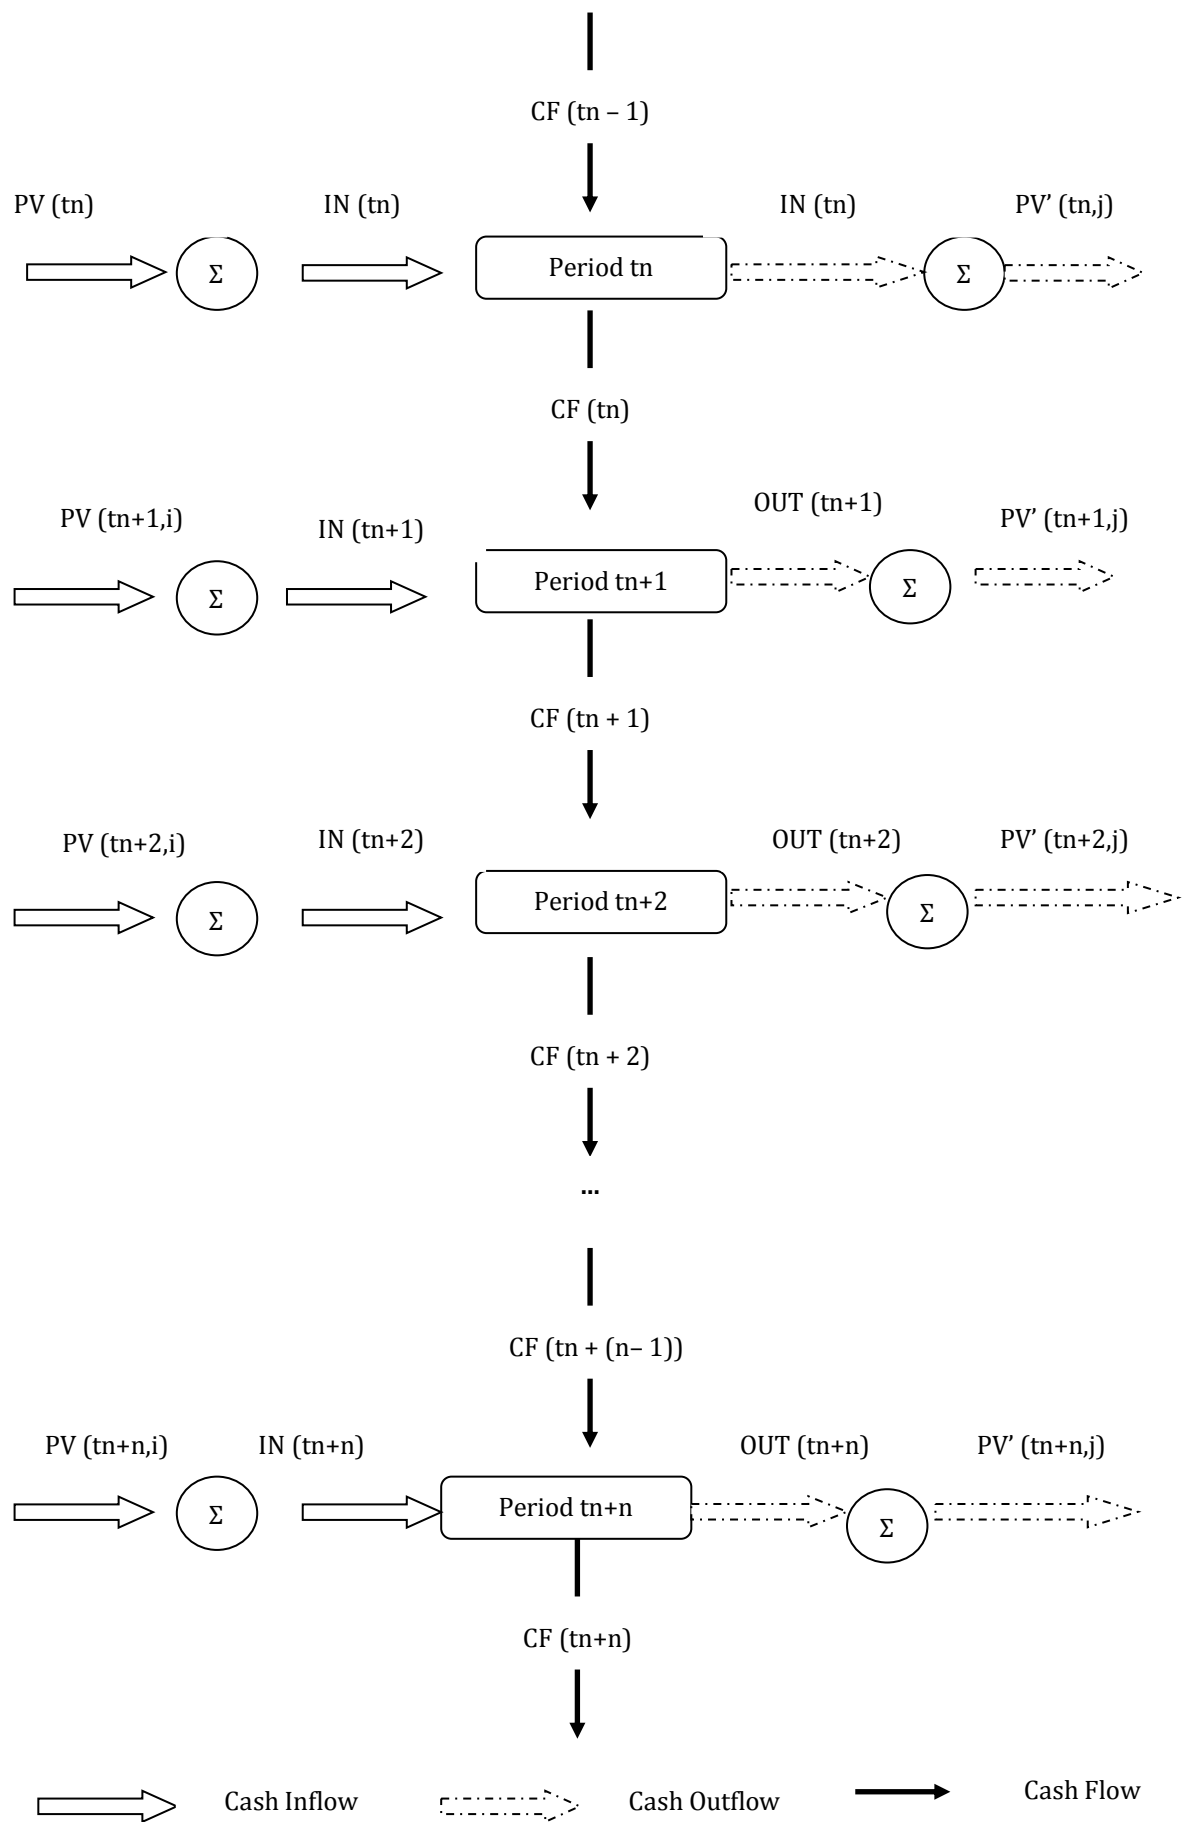 CF (tn – 1)
PV (tn) IN (tn) IN (tn) PV’ (tn,j)
Σ Period tn Σ
CF (tn)
PV (tn+1,i) IN (tn+1) OUT (tn+1) PV’ (tn+1,j)
Σ Period tn+1 Σ
CF (tn + 1)
PV (tn+2,i) IN (tn+2) OUT (tn+2) PV’ (tn+2,j)
Σ Period tn+2 Σ
CF (tn + 2)
...
CF (tn + (n– 1))
PV (tn+n,i) IN (tn+n) OUT (tn+n) PV’ (tn+n,j)
Σ Period tn+n Σ
CF (tn+n)
Cash Inflow Cash Outflow Cash Flow